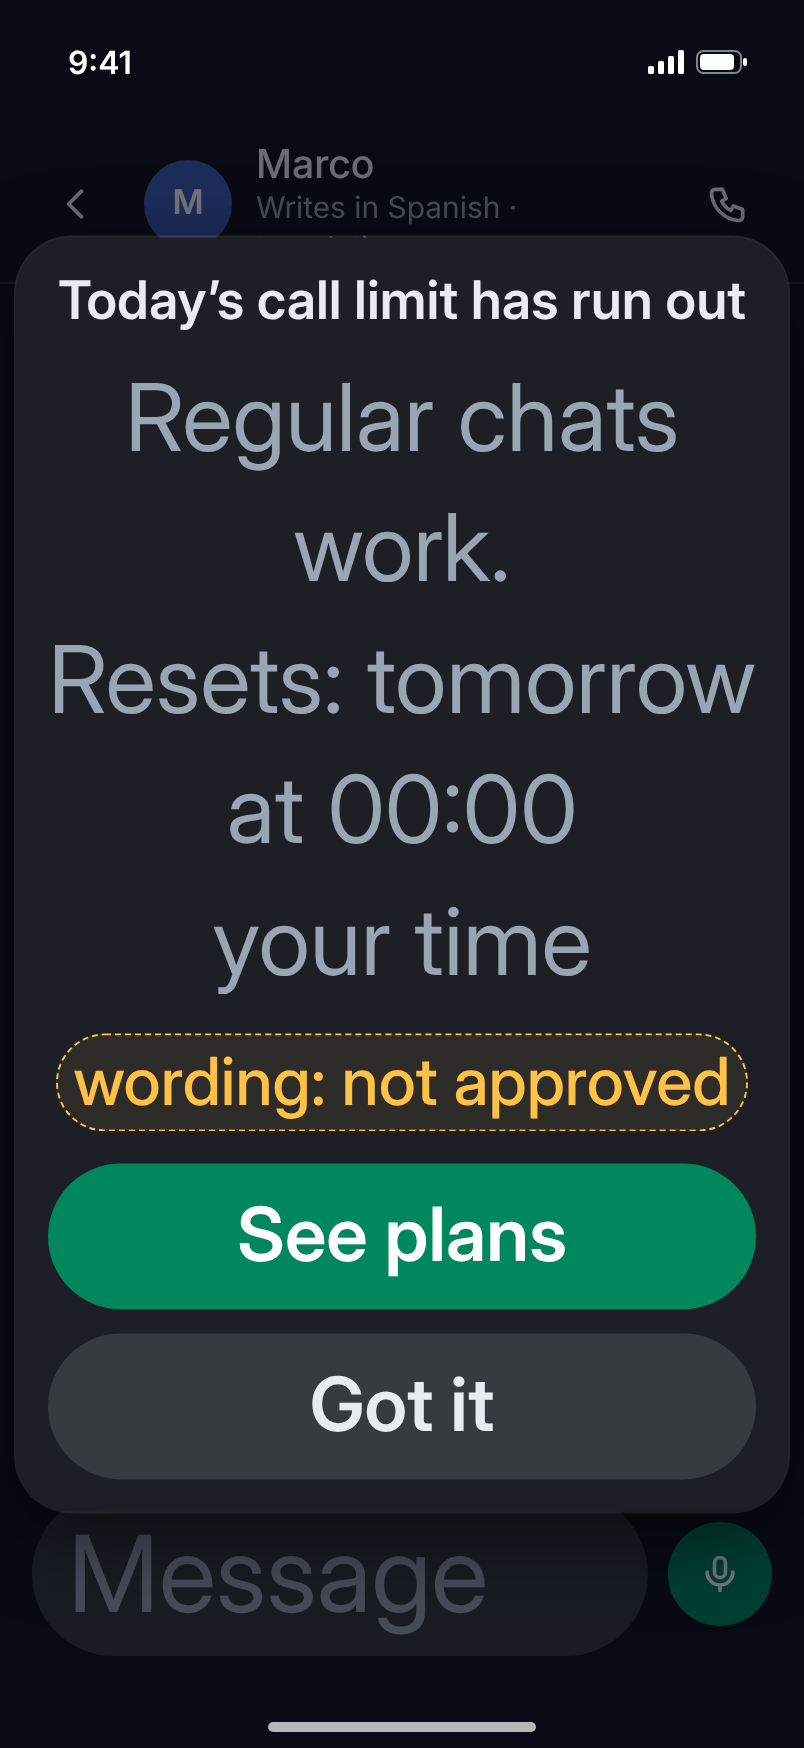 9:41
Marco
M
Writes in Spanish ·
Today’s call limit has run out
Regular chats
work.
Resets: tomorrow
at 00:00
your time
wording: not approved
See plans
Got it
Message